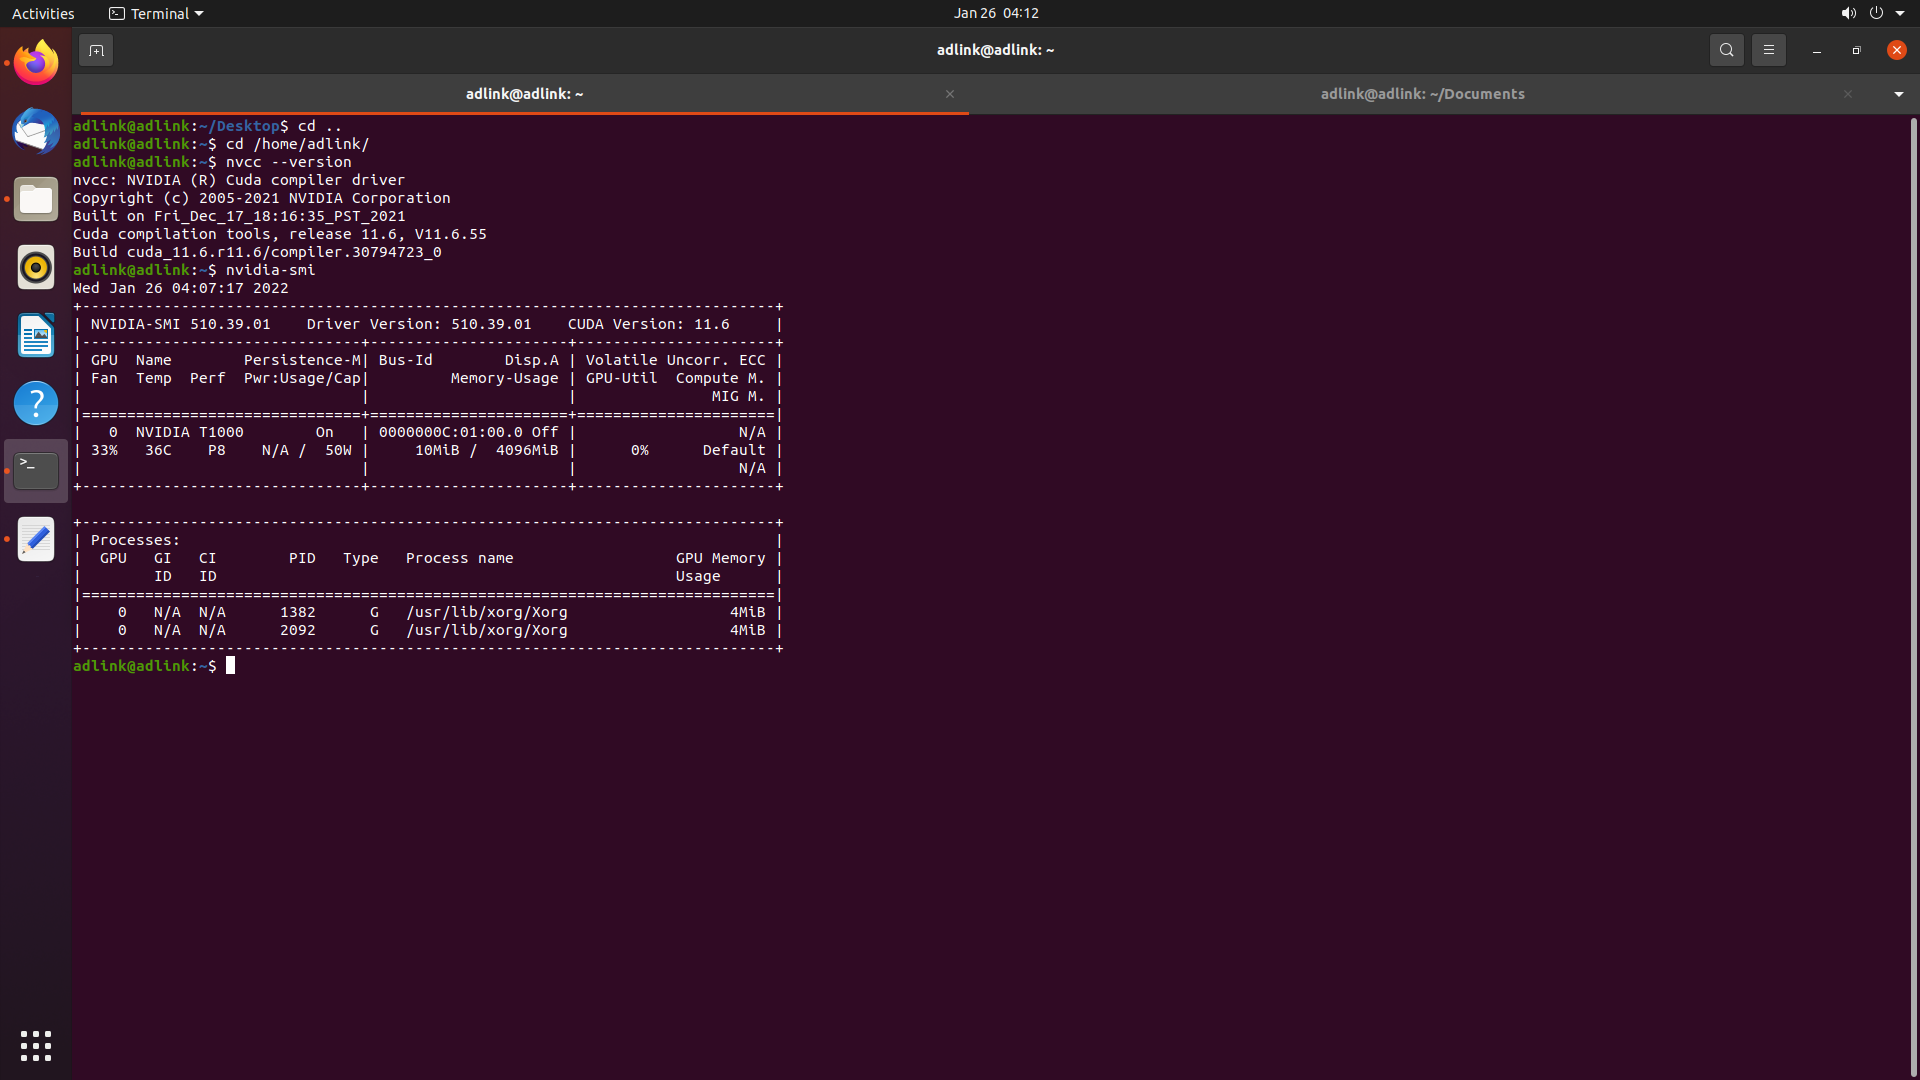 Activities Terminal Jan 26 04:12
adlink@adlink: ~
adlink@adlink: ~ adlink@adlink: ~/Documents
adlink@adlink:~/Desktop$ cd ..
adlink@adlink:~$ cd /home/adlink/
adlink@adlink:~$ nvcc --version
nvcc: NVIDIA (R) Cuda compiler driver
Copyright (c) 2005-2021 NVIDIA Corporation
Built on Fri_Dec_17_18:16:35_PST_2021
Cuda compilation tools, release 11.6, V11.6.55
Build cuda_11.6.r11.6/compiler.30794723_0
adlink@adlink:~$ nvidia-smi
Wed Jan 26 04:07:17 2022
+-----------------------------------------------------------------------------+
| NVIDIA-SMI 510.39.01    Driver Version: 510.39.01    CUDA Version: 11.6     |
|-------------------------------+----------------------+----------------------+
| GPU  Name        Persistence-M| Bus-Id        Disp.A | Volatile Uncorr. ECC |
| Fan  Temp  Perf  Pwr:Usage/Cap|         Memory-Usage | GPU-Util  Compute M. |
|                               |                      |               MIG M. |
|===============================+======================+======================|
|   0  NVIDIA T1000        On   | 0000000C:01:00.0 Off |                  N/A |
| 33%   36C    P8    N/A /  50W |     10MiB /  4096MiB |      0%      Default |
|                               |                      |                  N/A |
+-------------------------------+----------------------+----------------------+
+-----------------------------------------------------------------------------+
| Processes:                                                                  |
|  GPU   GI   CI        PID   Type   Process name                  GPU Memory |
|        ID   ID                                                   Usage      |
|=============================================================================|
|    0   N/A  N/A      1382      G   /usr/lib/xorg/Xorg                  4MiB |
|    0   N/A  N/A      2092      G   /usr/lib/xorg/Xorg                  4MiB |
+-----------------------------------------------------------------------------+
adlink@adlink:~$